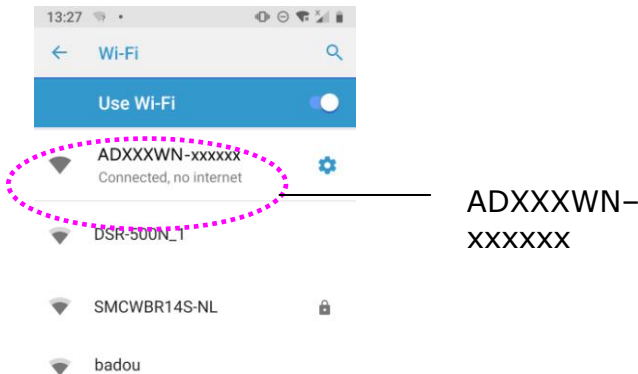 13:27
Wi-Fi
Use Wi-Fi
ADXXXWN-xxxxxx
Connected, no internet
ADXXXWN–
xxxxxx
DSR-500N_1
SMCWBR14S-NL
badou